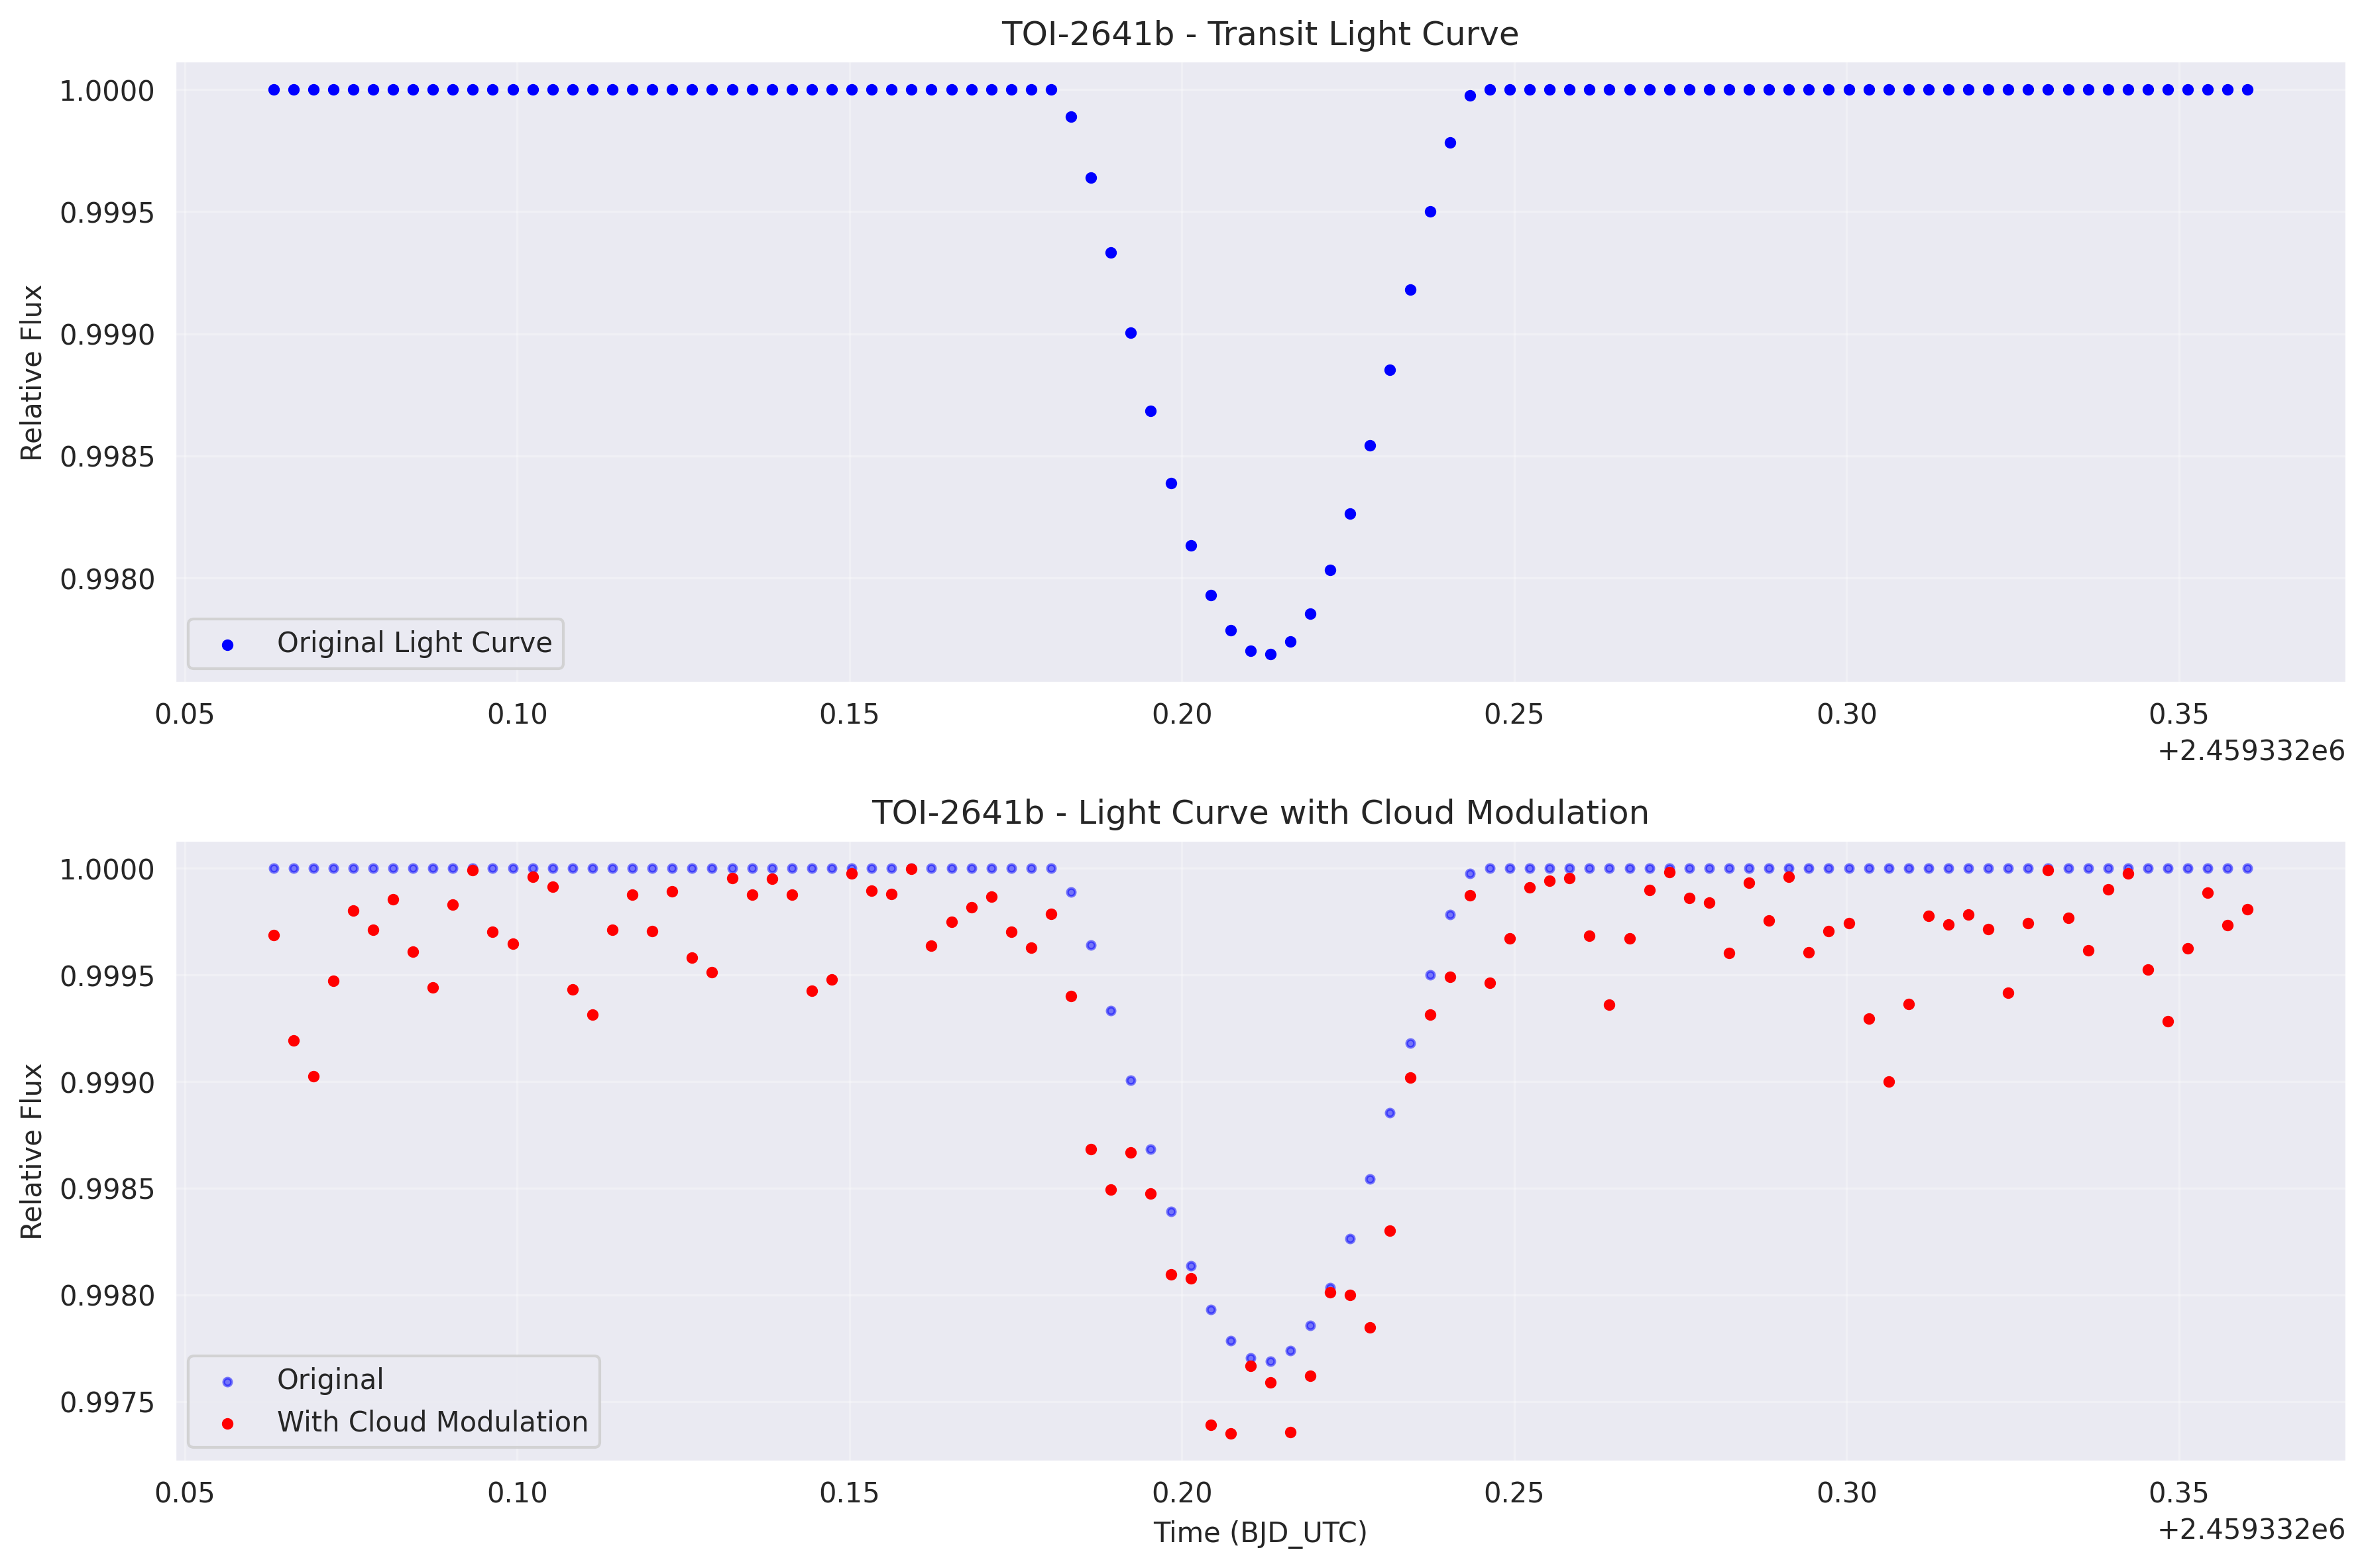 TOI-2641b - Transit Light Curve
Relative Flux
1.0000
0.9995
0.9990
0.9985
0.9980
Original Light Curve
0.05 0.10 0.15 0.20 0.25 0.30 0.35
+2.459332e6
TOI-2641b - Light Curve with Cloud Modulation
Relative Flux
1.0000
0.9995
0.9990
0.9985
0.9980
0.9975
Original
With Cloud Modulation
0.05 0.10 0.15 0.20 0.25 0.30 0.35
Time (BJD_UTC)
+2.459332e6